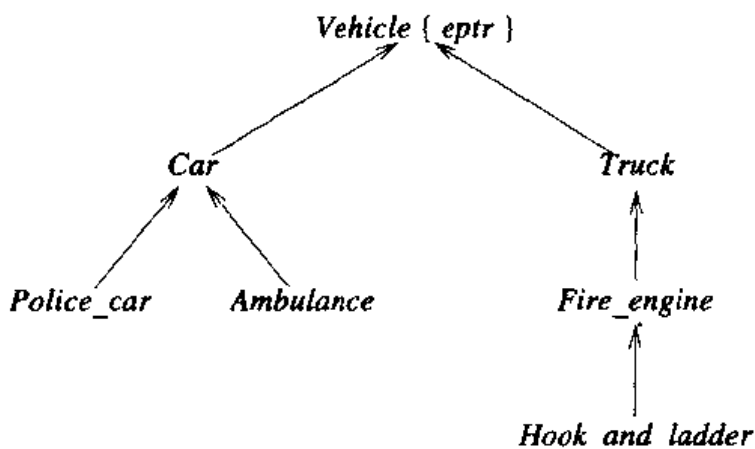 Vehicle { eptr }
Car
Truck
Police_car
Ambulance
Fire_engine
Hook and ladder